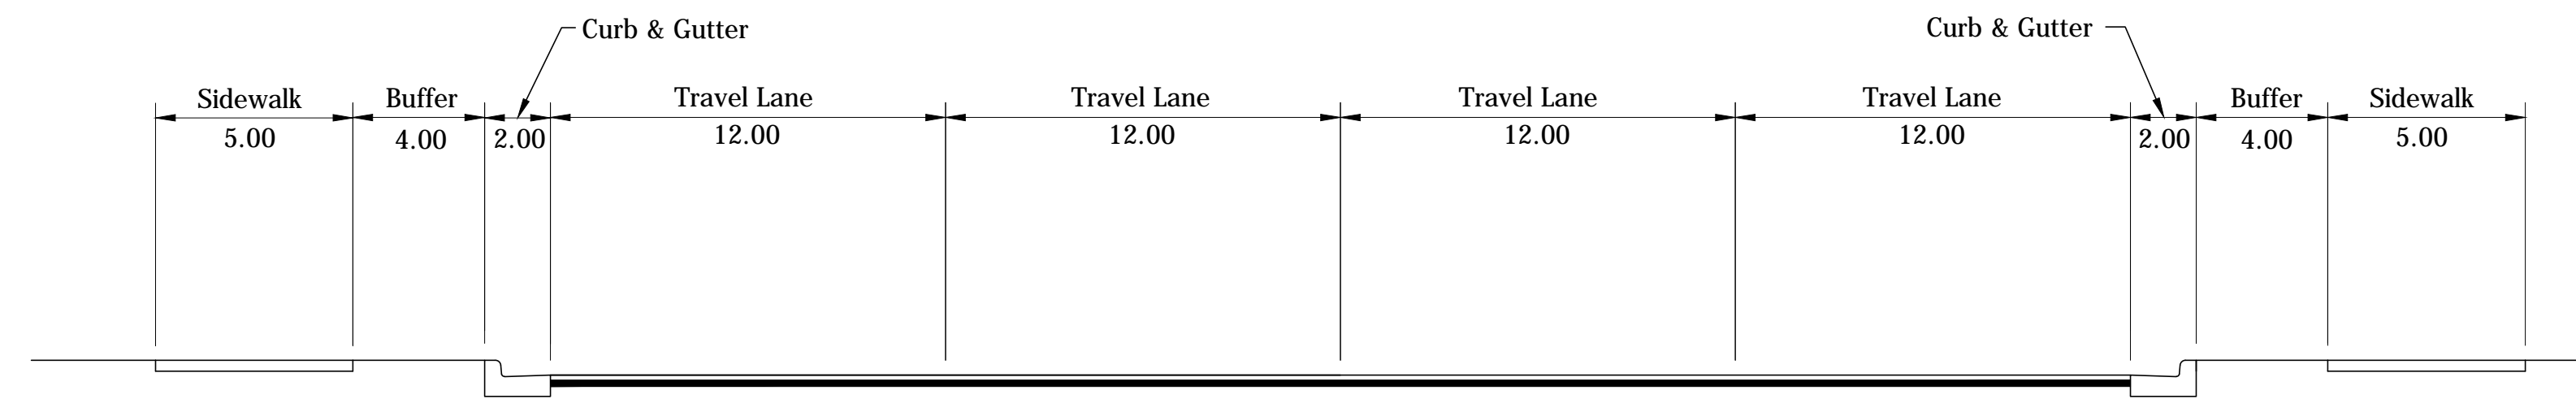 Curb & Gutter
Curb & Gutter
Sidewalk
Buffer
Travel Lane
Travel Lane
Travel Lane
Travel Lane
Buffer
Sidewalk
5.00
4.00
2.00
12.00
12.00
12.00
12.00
2.00
4.00
5.00